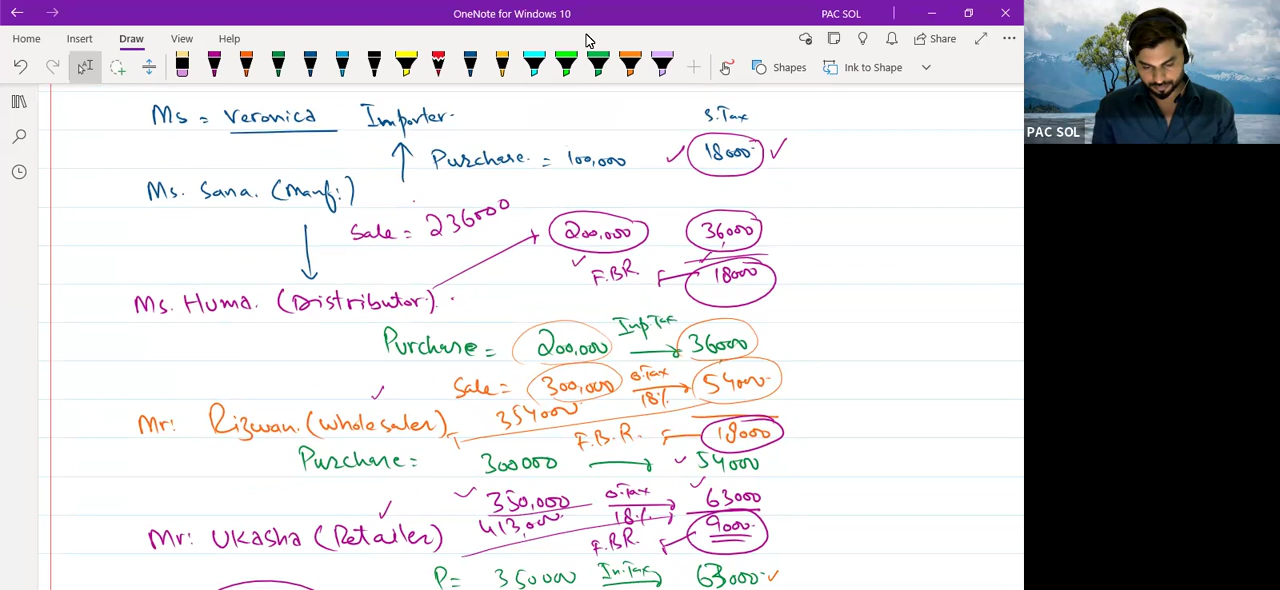 OneNote for Windows 10
PAC SOL
Home Insert Draw View Help
Share
Shapes
Ink to Shape
PAC SOL
Ms = Veronica Importer
S.Tax
Purchase = 100,000 18000
Ms. Sana. (Manf:)
Sale = 236000 200,000 36000
F.B.R. 18000
Ms. Huma. (Distributor)
Purchase = 200,000 Inp.Tax 36000
Sale = 300,000 o.Tax 18% 54000
354000
Mr: Rizwan. (wholesaler)
F.B.R. 18000
Purchase = 300000 54000
350,000 o.Tax 18% 63000
413,000
Mr: Ukasha (Retailer)
F.B.R. 9000
P= 350000 In.Tax 63000